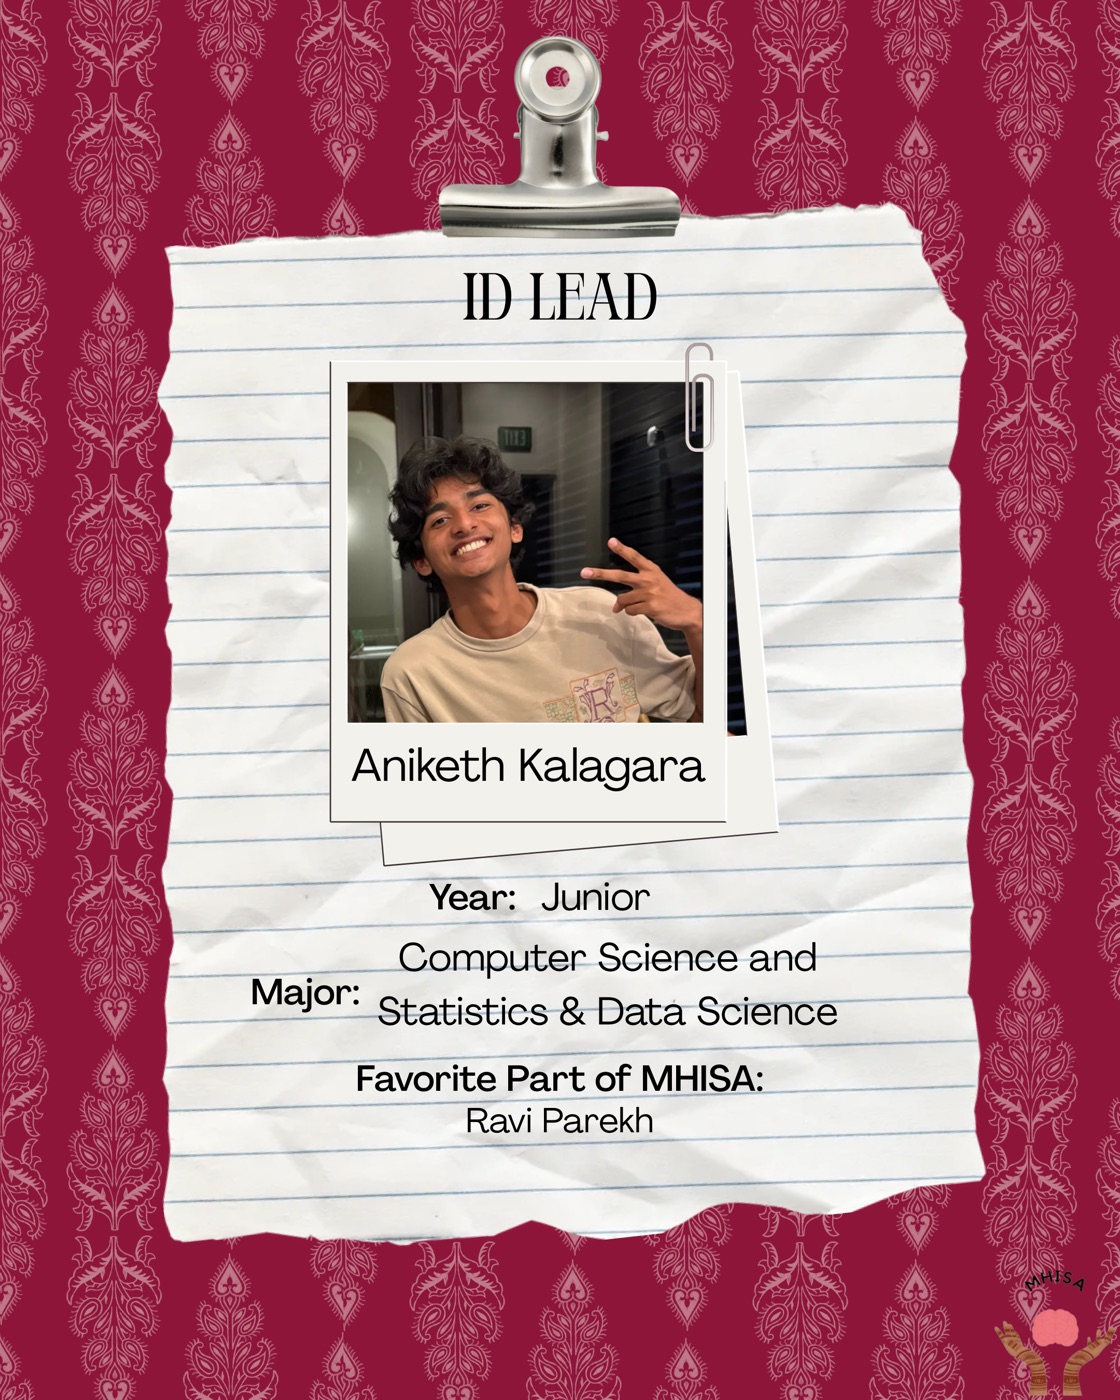 ID LEAD
EXIT
R
Aniketh Kalagara
Year: Junior
Major: Computer Science and
Statistics & Data Science
Favorite Part of MHISA:
Ravi Parekh
MHISA